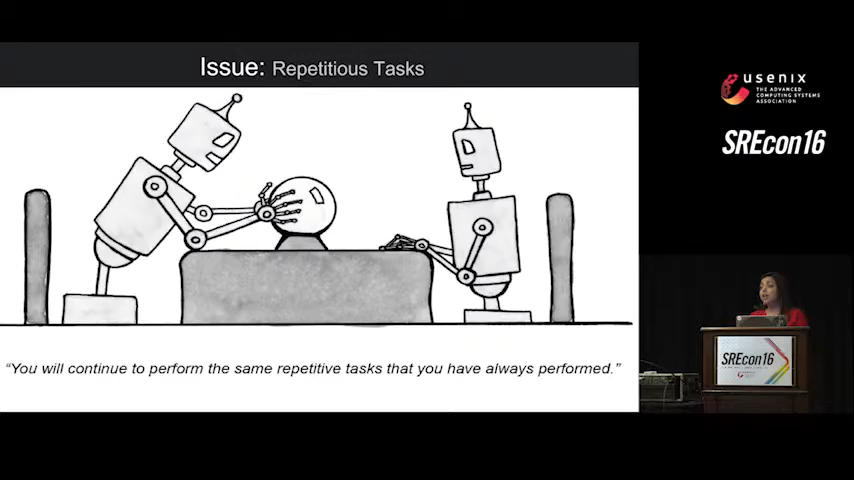 Issue: Repetitious Tasks
"You will continue to perform the same repetitive tasks that you have always performed."
usenix
THE ADVANCED
COMPUTING SYSTEMS
ASSOCIATION
SREcon16
SREcon16